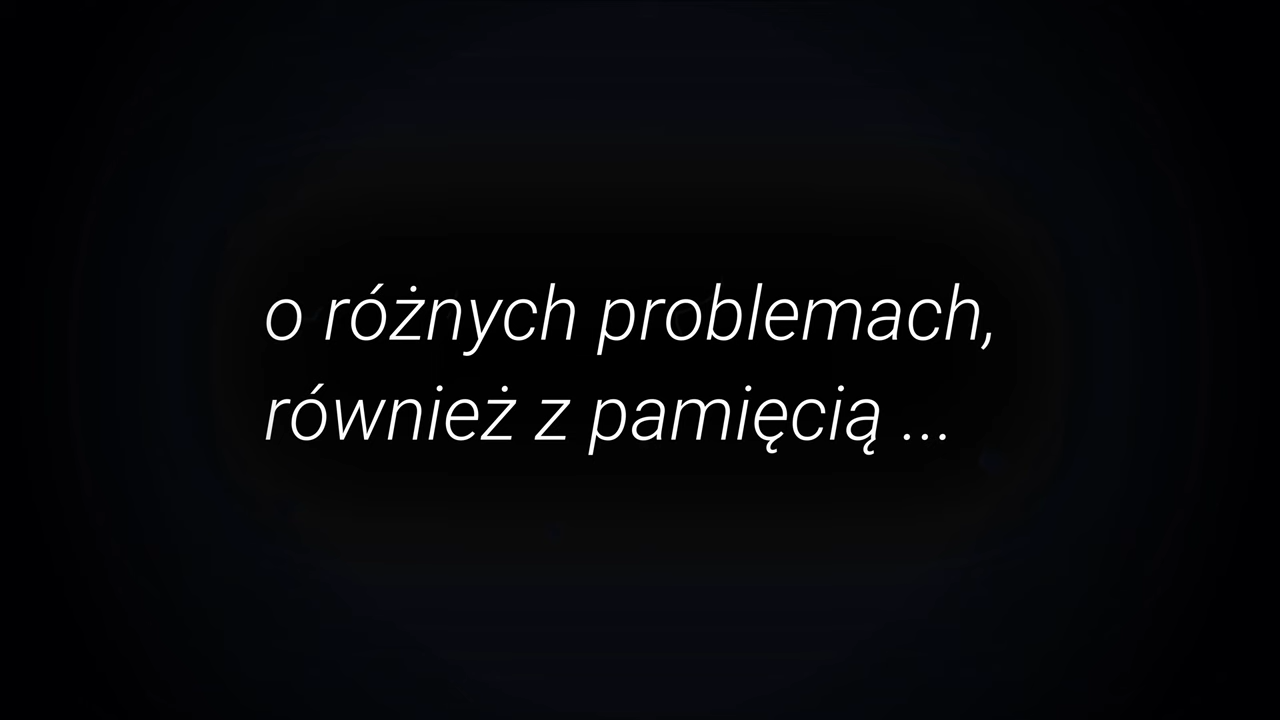 o różnych problemach,
również z pamięcią ...